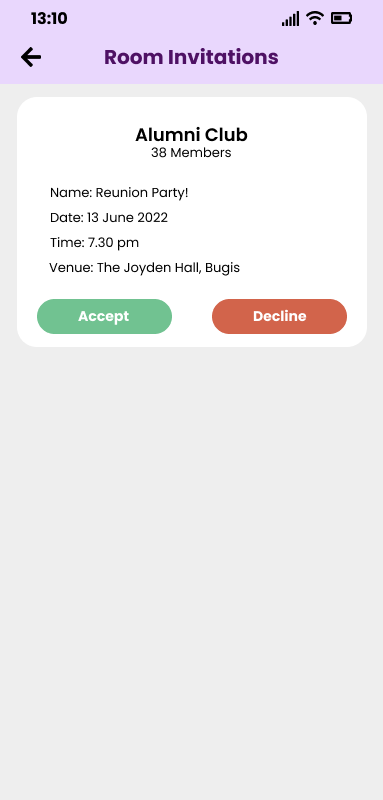 13:10
Room Invitations
Alumni Club
38 Members
Name: Reunion Party!
Date: 13 June 2022
Time: 7.30 pm
Venue: The Joyden Hall, Bugis
Accept
Decline